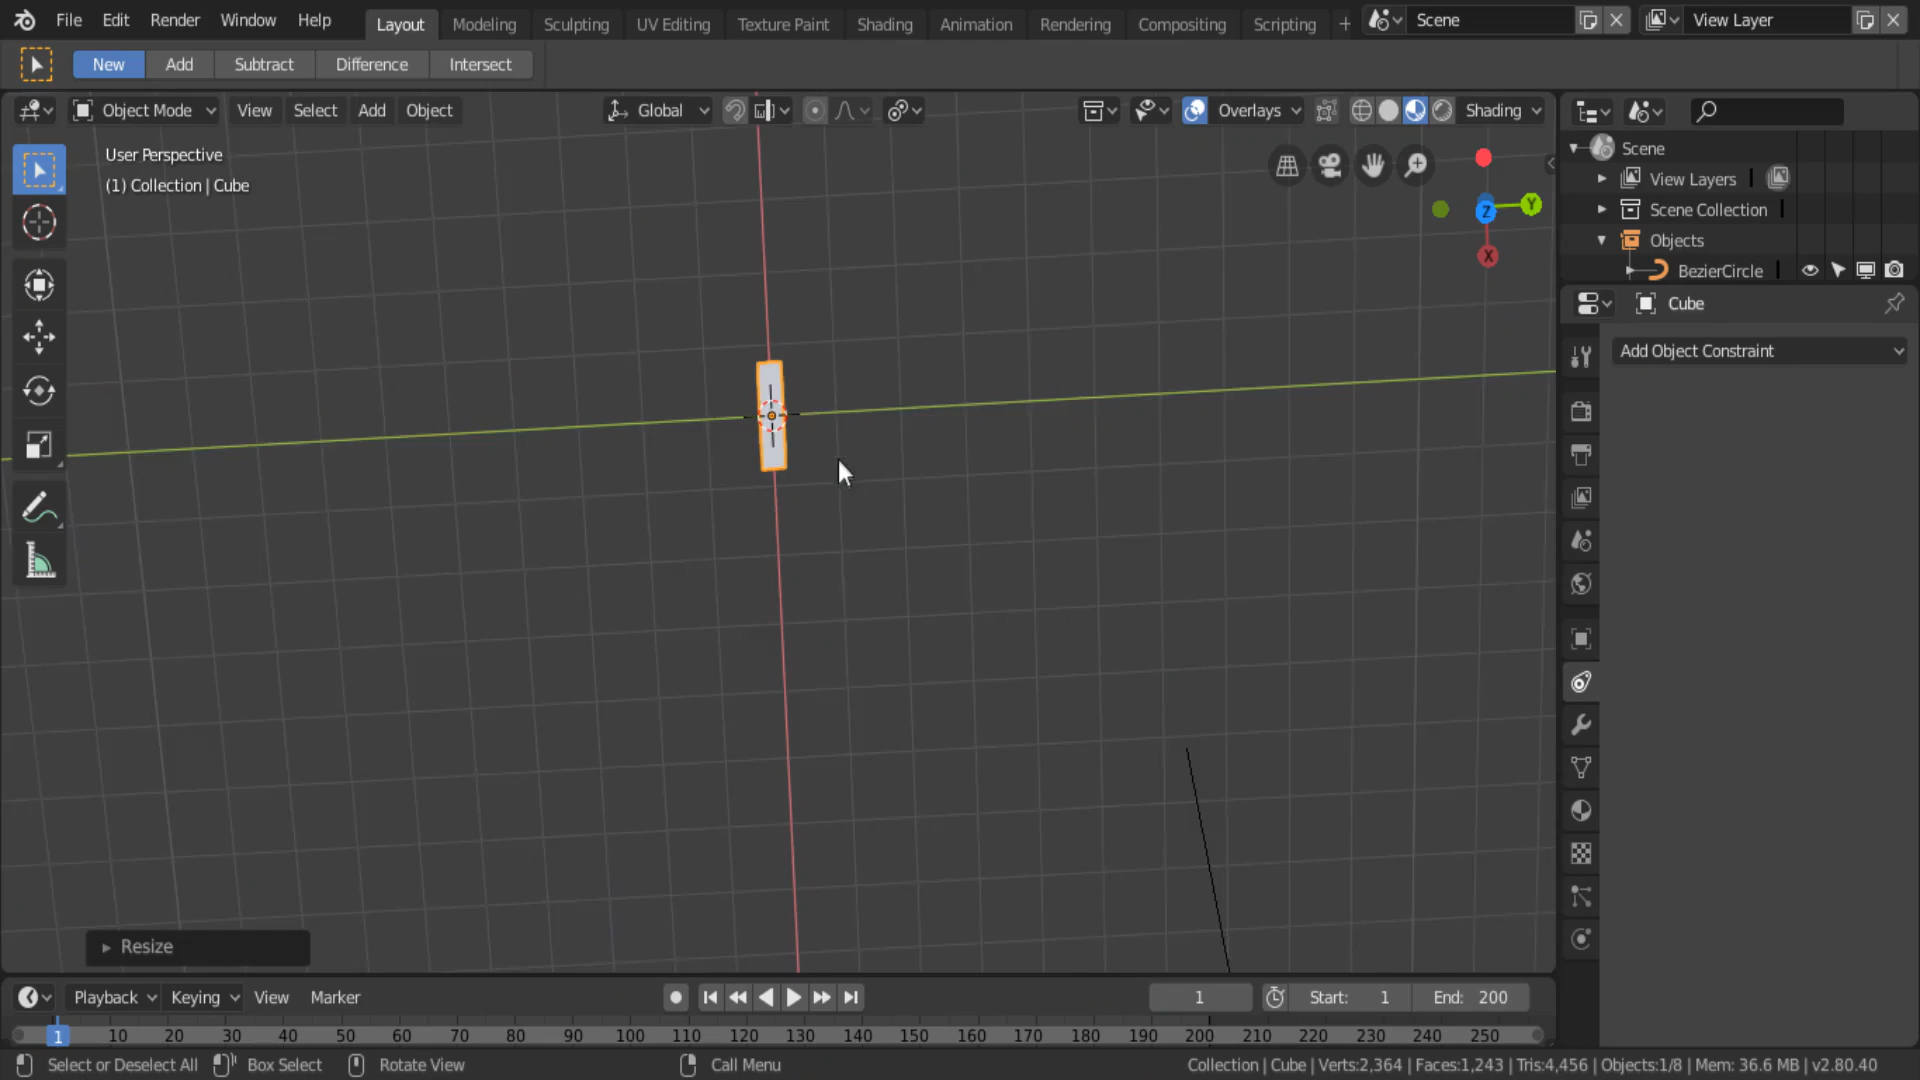 File Edit Render Window Help Layout Modeling Sculpting UV Editing Texture Paint Shading Animation Rendering Compositing Scripting + Scene View Layer
New Add Subtract Difference Intersect
Object Mode View Select Add Object Global Overlays Shading
User Perspective
(1) Collection | Cube
Z Y
X
Scene
View Layers
Scene Collection
Objects
BezierCircle
Cube
Add Object Constraint
Resize
Playback Keying View Marker 1 Start: 1 End: 200
1 10 20 30 40 50 60 70 80 90 100 110 120 130 140 150 160 170 180 190 200 210 220 230 240 250
Select or Deselect All Box Select Rotate View Call Menu Collection | Cube | Verts:2,364 | Faces:1,243 | Tris:4,456 | Objects:1/8 | Mem: 36.6 MB | v2.80.40